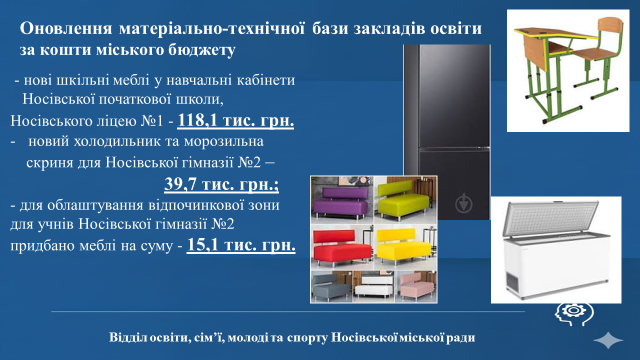 Оновлення матеріально-технічної бази закладів освіти
за кошти міського бюджету
- нові шкільні меблі у навчальні кабінети
Носівської початкової школи,
Носівського ліцею №1 - 118,1 тис. грн.
- новий холодильник та морозильна
скриня для Носівської гімназії №2 –
39,7 тис. грн.;
- для облаштування відпочинкової зони
для учнів Носівської гімназії №2
придбано меблі на суму - 15,1 тис. грн.
Відділ освіти, сім’ї, молоді та спорту Носівської міської ради